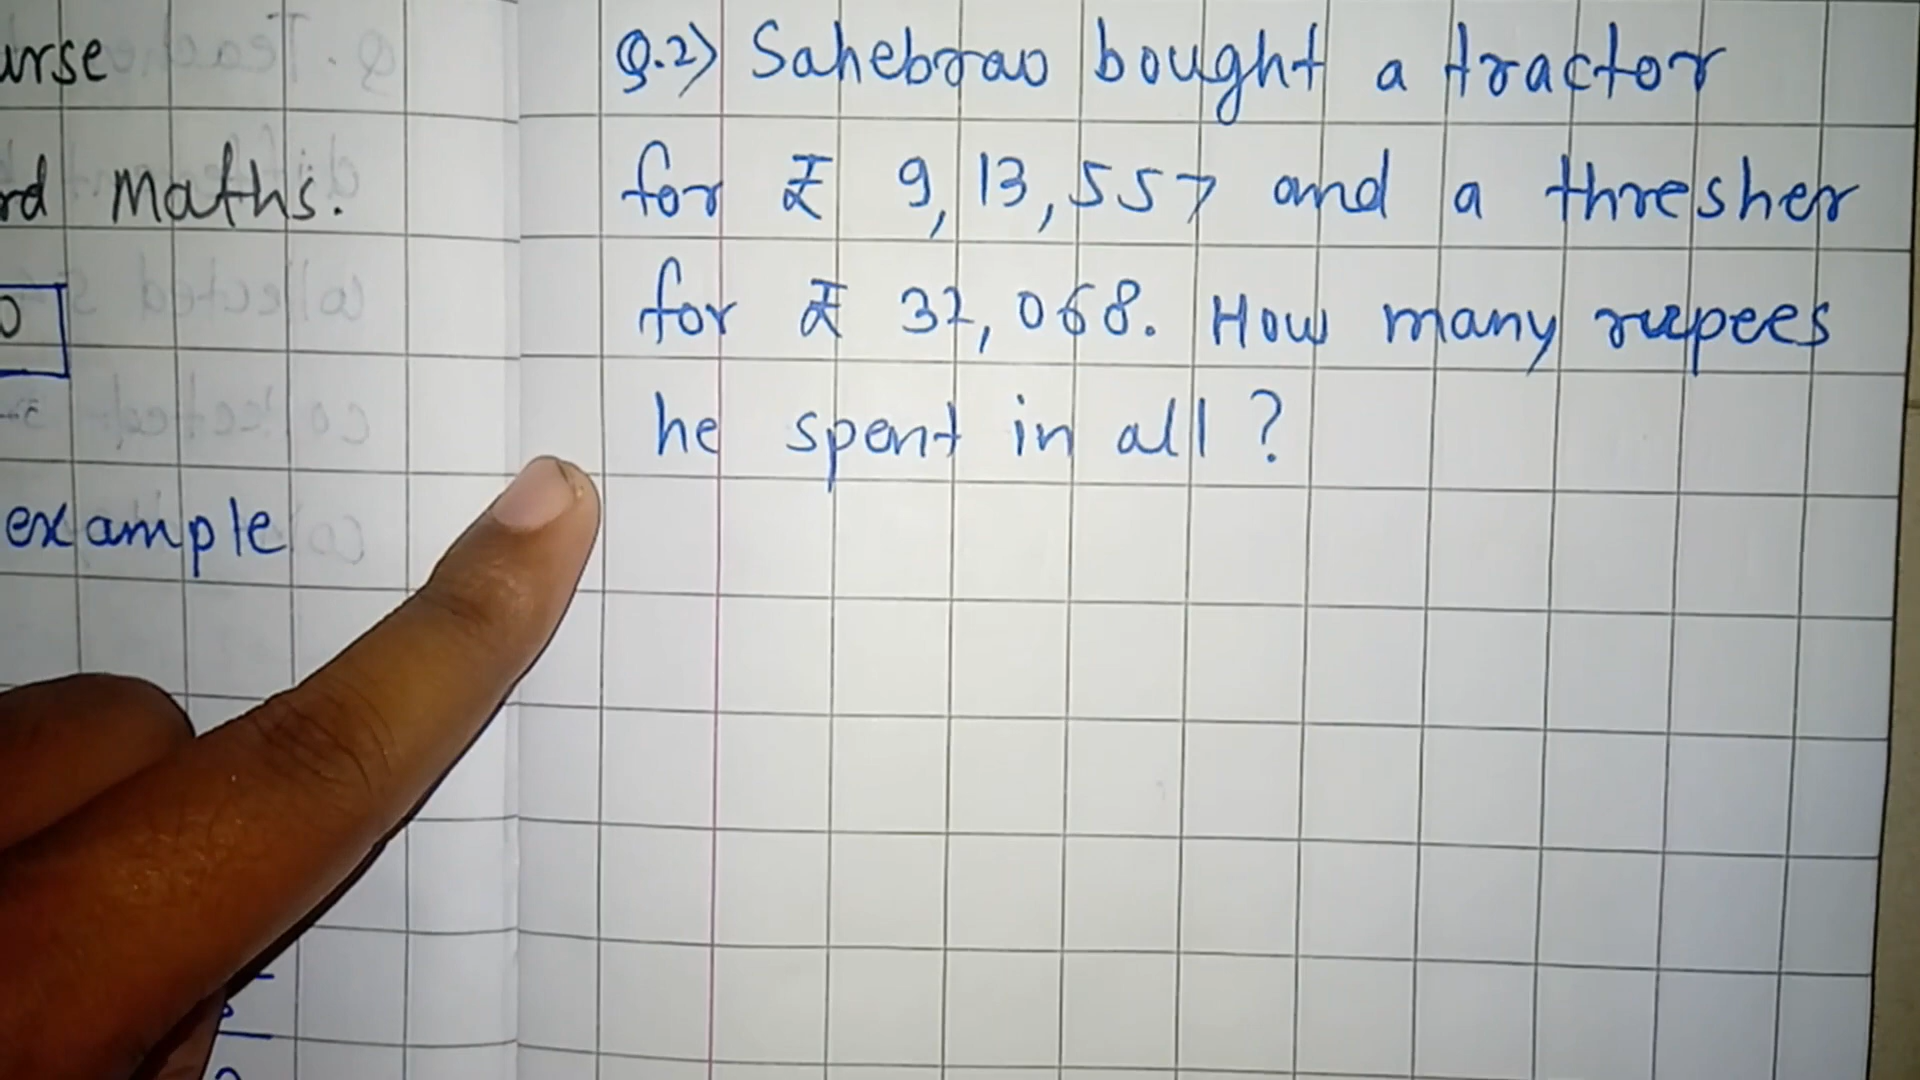 urse
rd maths.
example
Q.2) Sahebrao bought a tractor
for ₹ 9,13,557 and a thresher
for ₹ 32,068. How many rupees
he spent in all ?